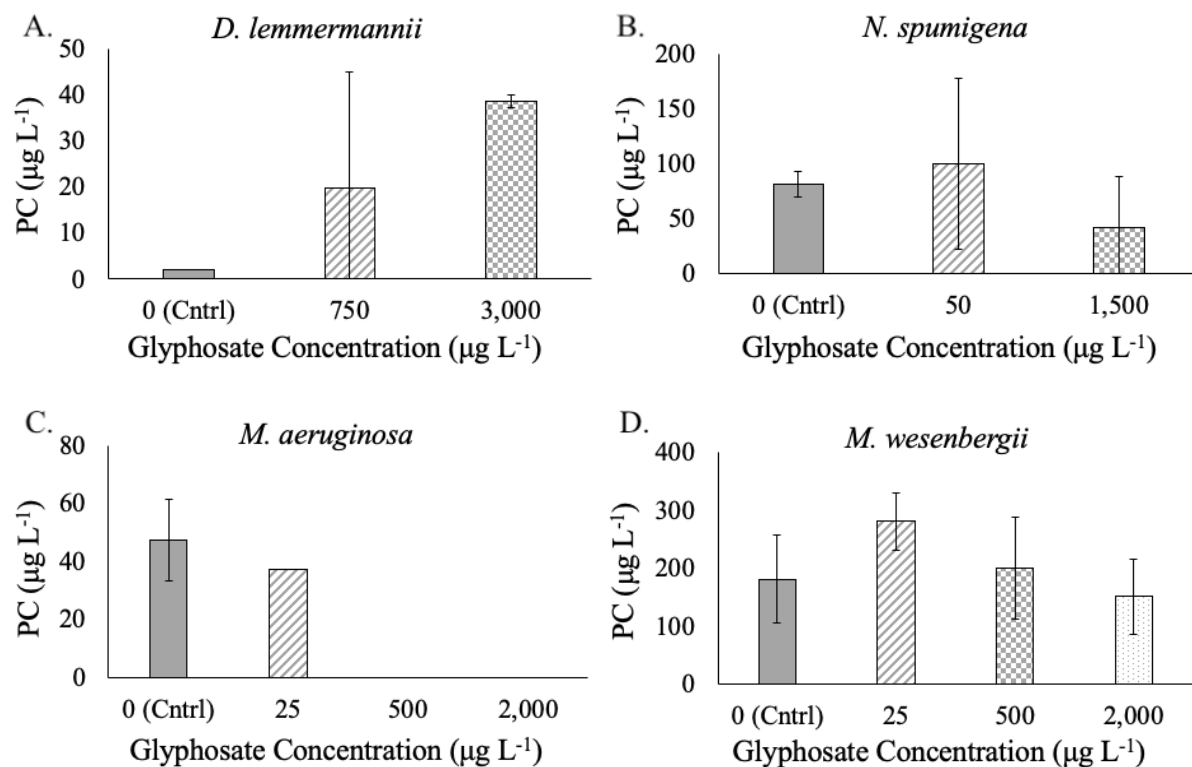 A.
D. lemmermannii
PC (µg L-1)
50
40
30
20
10
0
0 (Cntrl) 750 3,000
Glyphosate Concentration (µg L-1)
B.
N. spumigena
PC (µg L-1)
200
150
100
50
0
0 (Cntrl) 50 1,500
Glyphosate Concentration (µg L-1)
C.
M. aeruginosa
PC (µg L-1)
80
60
40
20
0
0 (Cntrl) 25 500 2,000
Glyphosate Concentration (µg L-1)
D.
M. wesenbergii
PC (µg L-1)
400
300
200
100
0
0 (Cntrl) 25 500 2,000
Glyphosate Concentration (µg L-1)